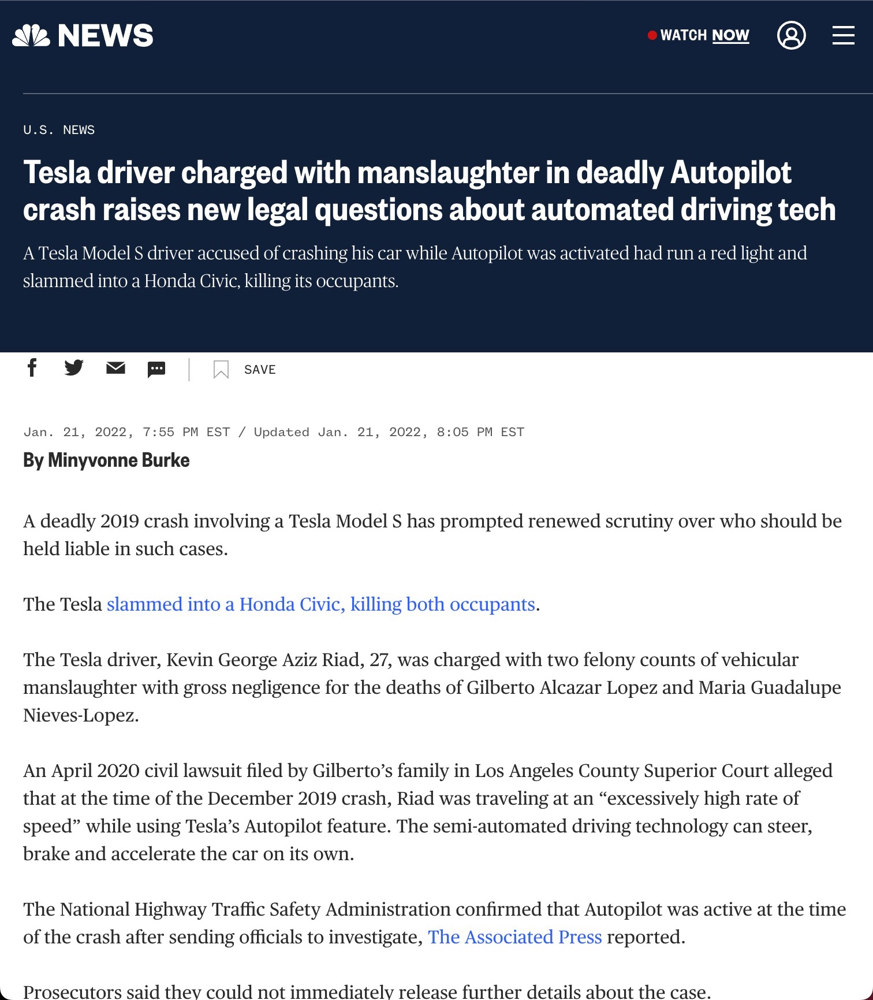 NEWS
WATCH NOW
U.S. NEWS
Tesla driver charged with manslaughter in deadly Autopilot
crash raises new legal questions about automated driving tech
A Tesla Model S driver accused of crashing his car while Autopilot was activated had run a red light and
slammed into a Honda Civic, killing its occupants.
SAVE
Jan. 21, 2022, 7:55 PM EST / Updated Jan. 21, 2022, 8:05 PM EST
By Minyvonne Burke
A deadly 2019 crash involving a Tesla Model S has prompted renewed scrutiny over who should be
held liable in such cases.
The Tesla slammed into a Honda Civic, killing both occupants.
The Tesla driver, Kevin George Aziz Riad, 27, was charged with two felony counts of vehicular
manslaughter with gross negligence for the deaths of Gilberto Alcazar Lopez and Maria Guadalupe
Nieves-Lopez.
An April 2020 civil lawsuit filed by Gilberto’s family in Los Angeles County Superior Court alleged
that at the time of the December 2019 crash, Riad was traveling at an “excessively high rate of
speed” while using Tesla’s Autopilot feature. The semi-automated driving technology can steer,
brake and accelerate the car on its own.
The National Highway Traffic Safety Administration confirmed that Autopilot was active at the time
of the crash after sending officials to investigate, The Associated Press reported.
Prosecutors said they could not immediately release further details about the case.